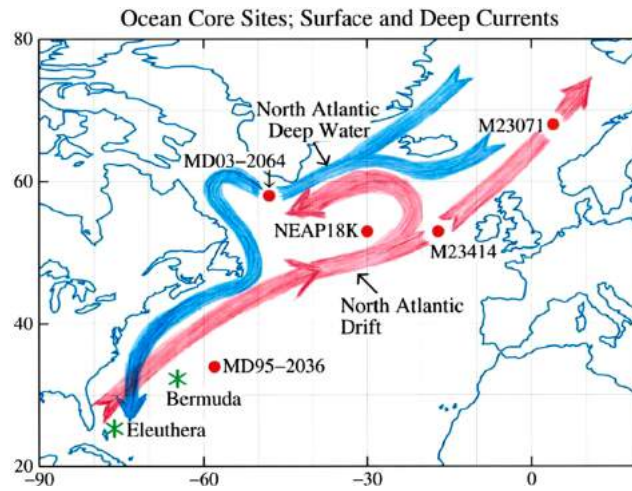 Ocean Core Sites; Surface and Deep Currents
80
60
40
20
-90
-60
-30
0
North Atlantic
Deep Water
MD03-2064
M23071
NEAP18K
M23414
North Atlantic
Drift
MD95-2036
Bermuda
Eleuthera